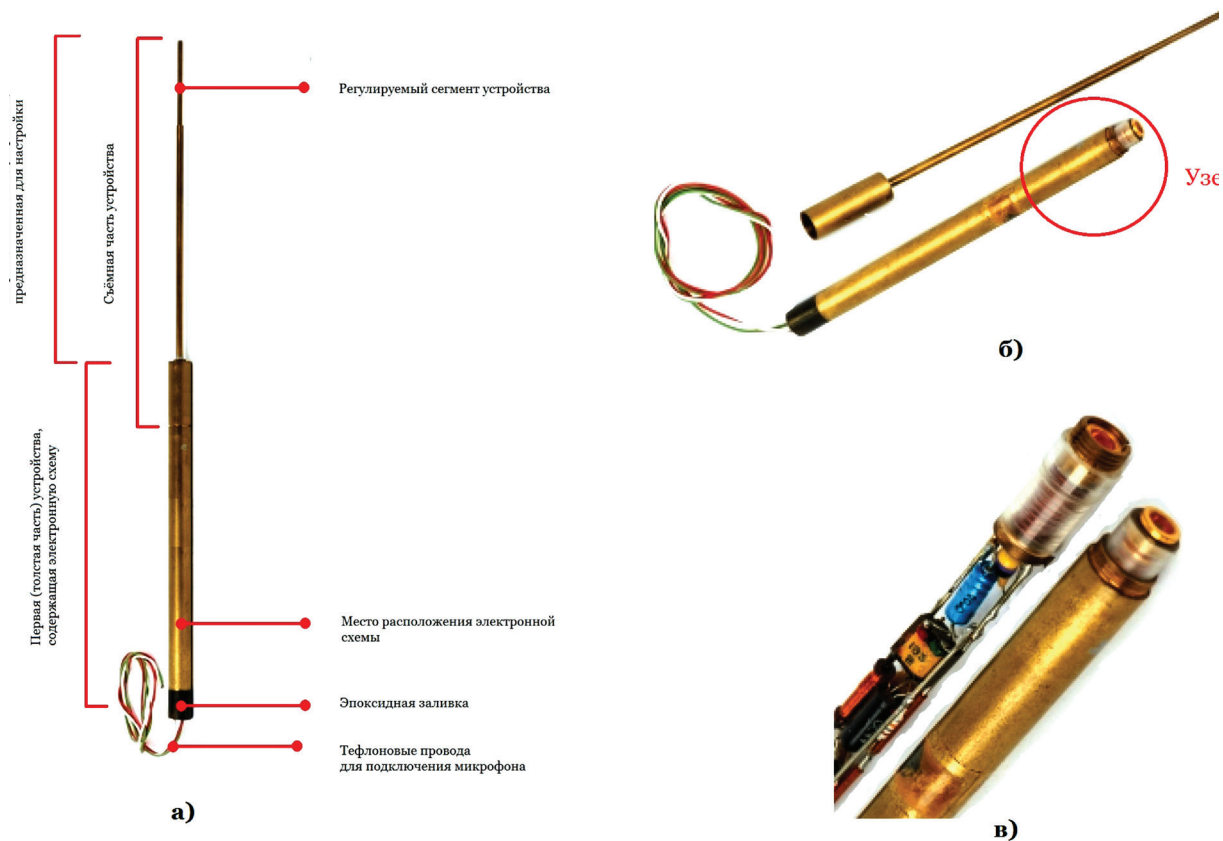 предназначенная для настройки
Съёмная часть устройства
Первая (толстая часть) устройства,
содержащая электронную схему
Регулируемый сегмент устройства
Место расположения электронной
схемы
Эпоксидная заливка
Тефлоновые провода
для подключения микрофона
а)
Узе
б)
в)